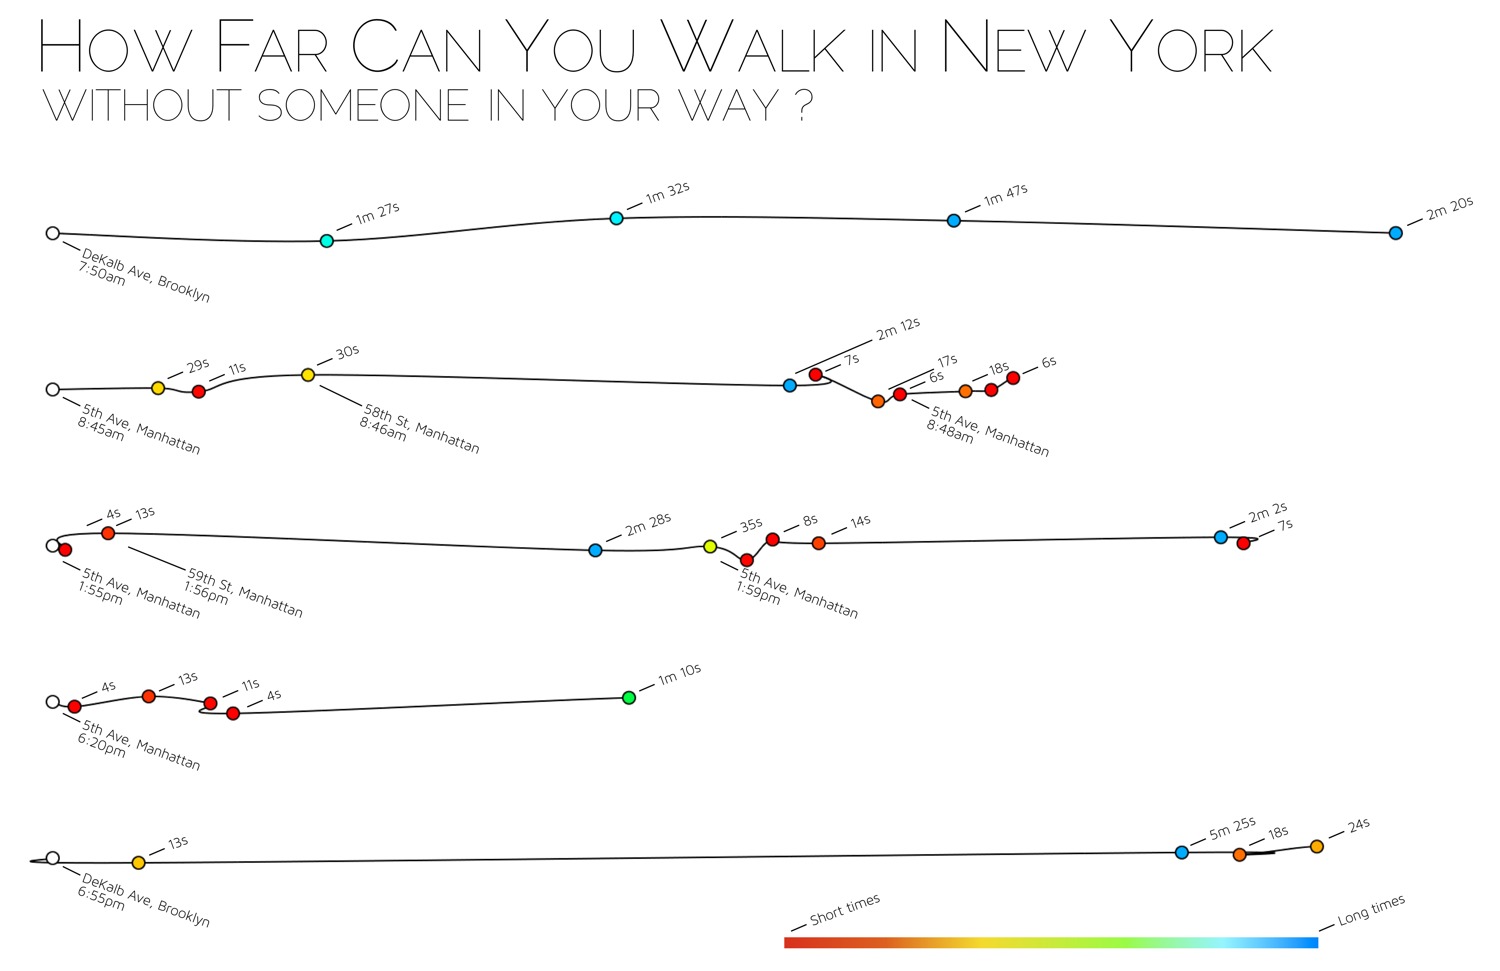 HOW FAR CAN YOU WALK IN NEW YORK
WITHOUT SOMEONE IN YOUR WAY ?
1m 27s
1m 32s
1m 47s
2m 20s
DeKalb Ave, Brooklyn
7:50am
29s
11s
30s
2m 12s
7s
17s
6s
18s
6s
5th Ave, Manhattan
8:45am
58th St, Manhattan
8:46am
5th Ave, Manhattan
8:48am
4s
13s
2m 28s
35s
8s
14s
2m 2s
7s
5th Ave, Manhattan
1:55pm
59th St, Manhattan
1:56pm
5th Ave, Manhattan
1:59pm
4s
13s
11s
4s
1m 10s
5th Ave, Manhattan
6:20pm
13s
5m 25s
18s
24s
DeKalb Ave, Brooklyn
6:55pm
Short times
Long times